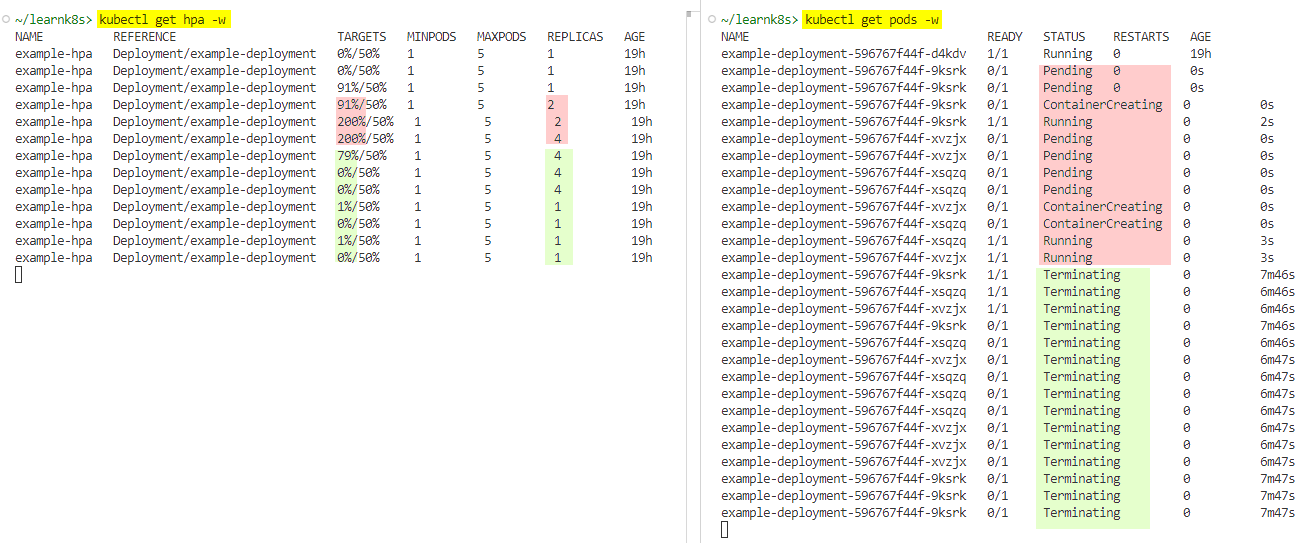 ~/learnk8s> kubectl get hpa -w
NAME REFERENCE TARGETS MINPODS MAXPODS REPLICAS AGE
example-hpa Deployment/example-deployment 0%/50% 1 5 1 19h
example-hpa Deployment/example-deployment 0%/50% 1 5 1 19h
example-hpa Deployment/example-deployment 91%/50% 1 5 1 19h
example-hpa Deployment/example-deployment 91%/50% 1 5 2 19h
example-hpa Deployment/example-deployment 200%/50% 1 5 2 19h
example-hpa Deployment/example-deployment 200%/50% 1 5 4 19h
example-hpa Deployment/example-deployment 79%/50% 1 5 4 19h
example-hpa Deployment/example-deployment 0%/50% 1 5 4 19h
example-hpa Deployment/example-deployment 0%/50% 1 5 4 19h
example-hpa Deployment/example-deployment 1%/50% 1 5 1 19h
example-hpa Deployment/example-deployment 0%/50% 1 5 1 19h
example-hpa Deployment/example-deployment 1%/50% 1 5 1 19h
example-hpa Deployment/example-deployment 0%/50% 1 5 1 19h
~/learnk8s> kubectl get pods -w
NAME READY STATUS RESTARTS AGE
example-deployment-596767f44f-d4kdv 1/1 Running 0 19h
example-deployment-596767f44f-9ksrk 0/1 Pending 0 0s
example-deployment-596767f44f-9ksrk 0/1 Pending 0 0s
example-deployment-596767f44f-9ksrk 0/1 ContainerCreating 0 0s
example-deployment-596767f44f-9ksrk 1/1 Running 0 2s
example-deployment-596767f44f-xvzjx 0/1 Pending 0 0s
example-deployment-596767f44f-xvzjx 0/1 Pending 0 0s
example-deployment-596767f44f-xsqzq 0/1 Pending 0 0s
example-deployment-596767f44f-xsqzq 0/1 Pending 0 0s
example-deployment-596767f44f-xvzjx 0/1 ContainerCreating 0 0s
example-deployment-596767f44f-xsqzq 0/1 ContainerCreating 0 0s
example-deployment-596767f44f-xsqzq 1/1 Running 0 3s
example-deployment-596767f44f-xvzjx 1/1 Running 0 3s
example-deployment-596767f44f-9ksrk 1/1 Terminating 0 7m46s
example-deployment-596767f44f-xsqzq 1/1 Terminating 0 6m46s
example-deployment-596767f44f-xvzjx 1/1 Terminating 0 6m46s
example-deployment-596767f44f-9ksrk 0/1 Terminating 0 7m46s
example-deployment-596767f44f-xsqzq 0/1 Terminating 0 6m46s
example-deployment-596767f44f-xvzjx 0/1 Terminating 0 6m47s
example-deployment-596767f44f-xsqzq 0/1 Terminating 0 6m47s
example-deployment-596767f44f-xsqzq 0/1 Terminating 0 6m47s
example-deployment-596767f44f-xsqzq 0/1 Terminating 0 6m47s
example-deployment-596767f44f-xvzjx 0/1 Terminating 0 6m47s
example-deployment-596767f44f-xvzjx 0/1 Terminating 0 6m47s
example-deployment-596767f44f-xvzjx 0/1 Terminating 0 6m47s
example-deployment-596767f44f-9ksrk 0/1 Terminating 0 7m47s
example-deployment-596767f44f-9ksrk 0/1 Terminating 0 7m47s
example-deployment-596767f44f-9ksrk 0/1 Terminating 0 7m47s